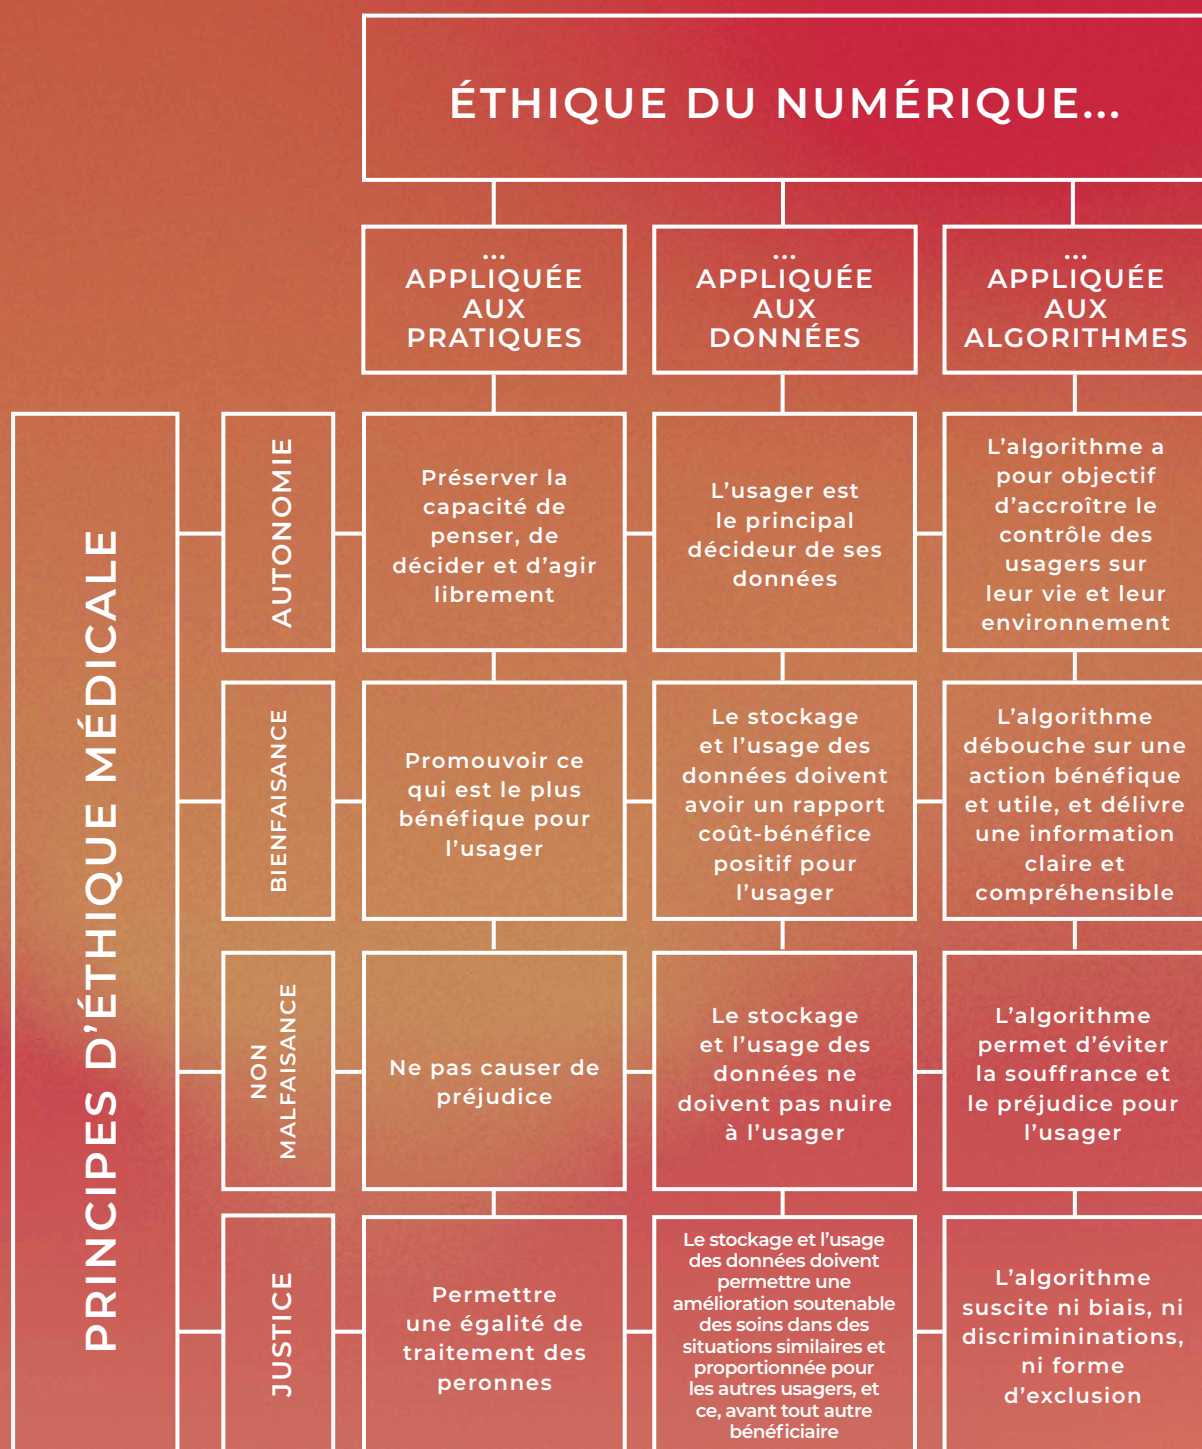 ÉTHIQUE DU NUMÉRIQUE...
...
APPLIQUÉE
AUX
PRATIQUES
...
APPLIQUÉE
AUX
DONNÉES
...
APPLIQUÉE
AUX
ALGORITHMES
PRINCIPES D'ÉTHIQUE MÉDICALE
AUTONOMIE
Préserver la
capacité de
penser, de
décider et d'agir
librement
L'usager est
le principal
décideur de ses
données
L'algorithme a
pour objectif
d'accroître le
contrôle des
usagers sur
leur vie et leur
environnement
BIENFAISANCE
Promouvoir ce
qui est le plus
bénéfique pour
l'usager
Le stockage
et l'usage des
données doivent
avoir un rapport
coût-bénéfice
positif pour
l'usager
L'algorithme
débouche sur une
action bénéfique
et utile, et délivre
une information
claire et
compréhensible
NON
MALFAISANCE
Ne pas causer de
préjudice
Le stockage
et l'usage des
données ne
doivent pas nuire
à l'usager
L'algorithme
permet d'éviter
la souffrance et
le préjudice pour
l'usager
JUSTICE
Permettre
une égalité de
traitement des
peronnes
Le stockage et l'usage
des données doivent
permettre une
amélioration soutenable
des soins dans des
situations similaires et
proportionnée pour
les autres usagers, et
ce, avant tout autre
bénéficiaire
L'algorithme
suscite ni biais, ni
discrimininations,
ni forme
d'exclusion